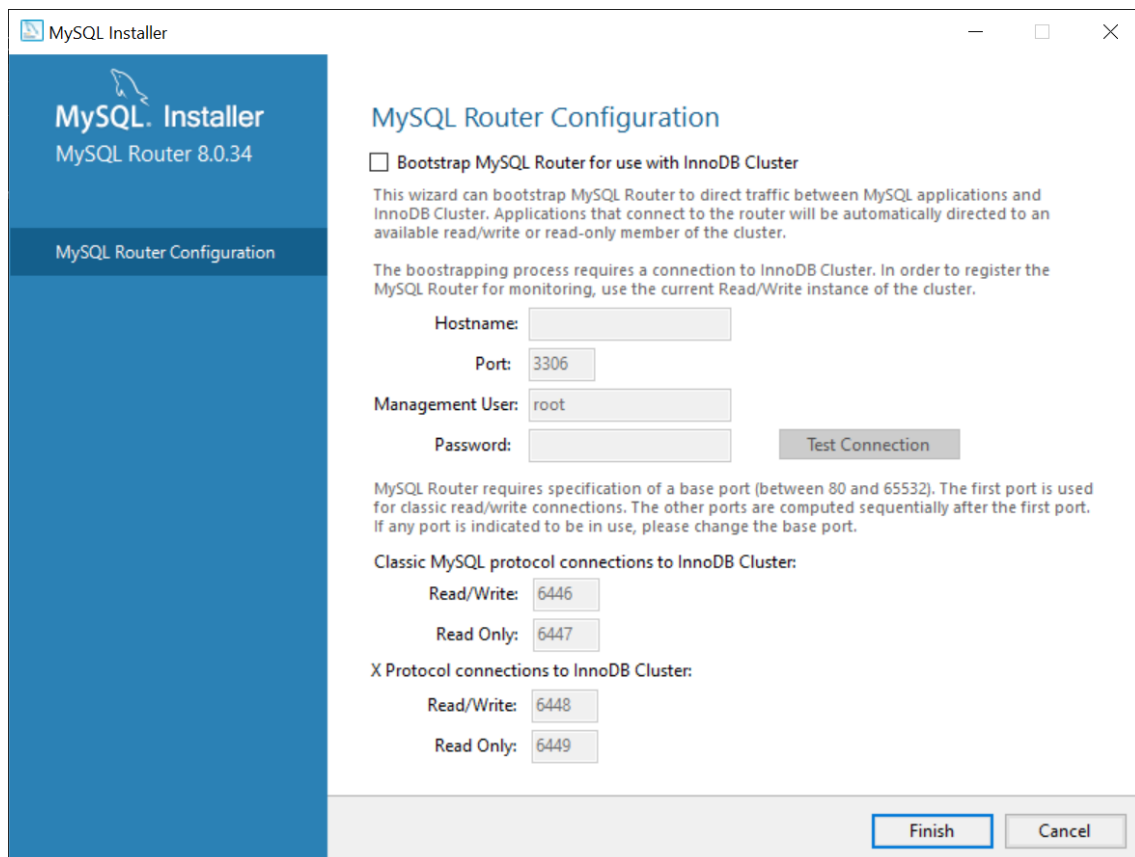 MySQL Installer
MySQL. Installer
MySQL Router 8.0.34
MySQL Router Configuration
MySQL Router Configuration
Bootstrap MySQL Router for use with InnoDB Cluster
This wizard can bootstrap MySQL Router to direct traffic between MySQL applications and
InnoDB Cluster. Applications that connect to the router will be automatically directed to an
available read/write or read-only member of the cluster.
The boostrapping process requires a connection to InnoDB Cluster. In order to register the
MySQL Router for monitoring, use the current Read/Write instance of the cluster.
Hostname:
Port: 3306
Management User: root
Password: Test Connection
MySQL Router requires specification of a base port (between 80 and 65532). The first port is used
for classic read/write connections. The other ports are computed sequentially after the first port.
If any port is indicated to be in use, please change the base port.
Classic MySQL protocol connections to InnoDB Cluster:
Read/Write: 6446
Read Only: 6447
X Protocol connections to InnoDB Cluster:
Read/Write: 6448
Read Only: 6449
Finish Cancel